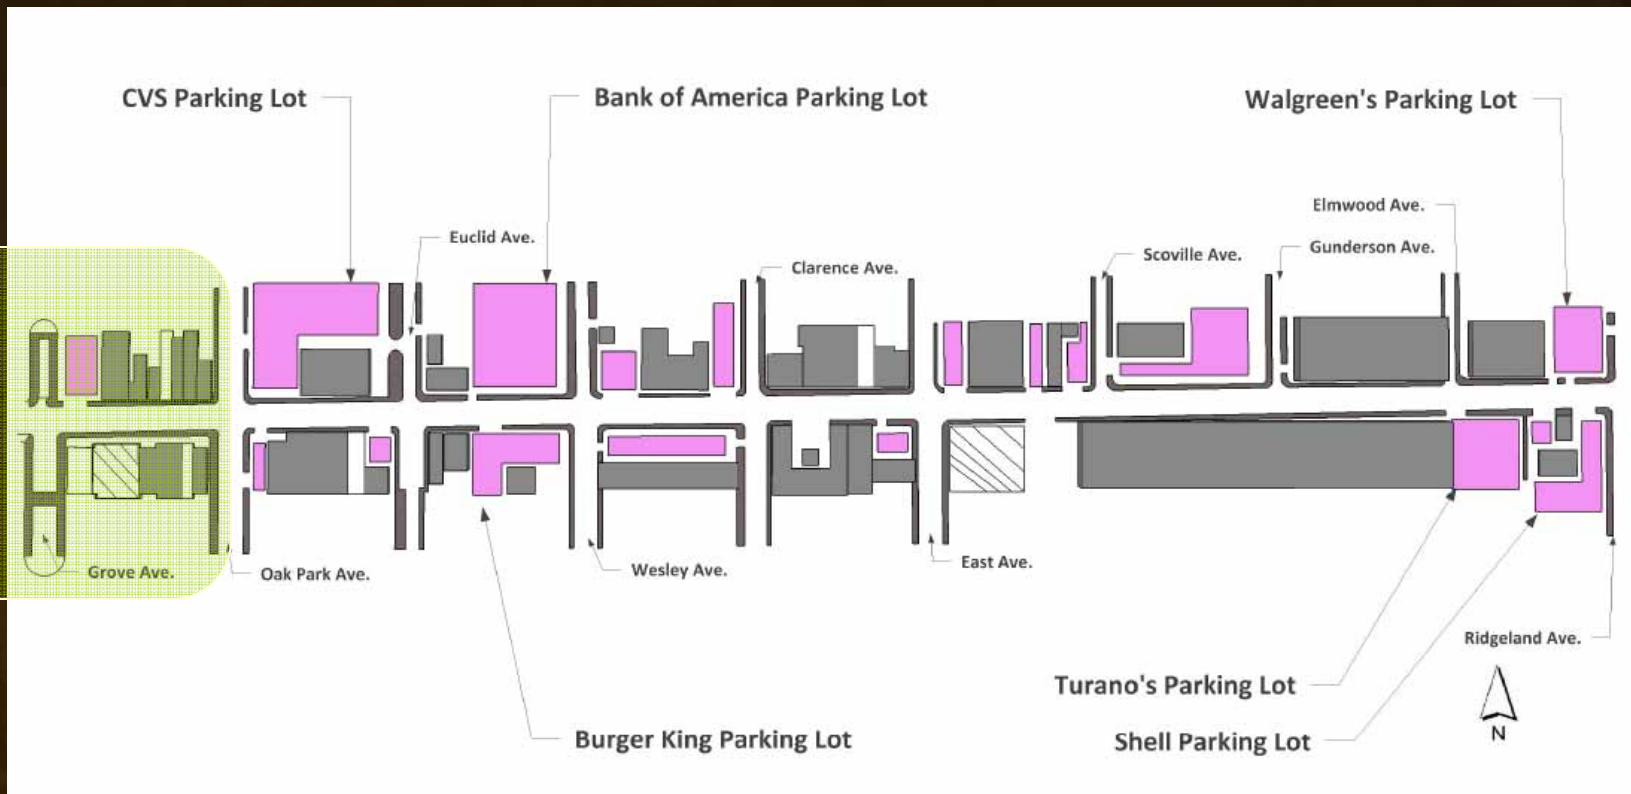 CVS Parking Lot
Bank of America Parking Lot
Walgreen's Parking Lot
Elmwood Ave.
Euclid Ave.
Gunderson Ave.
Scoville Ave.
Clarence Ave.
East Ave.
Wesley Ave.
Grove Ave.
Oak Park Ave.
Ridgeland Ave.
Turano's Parking Lot
Burger King Parking Lot
Shell Parking Lot
N